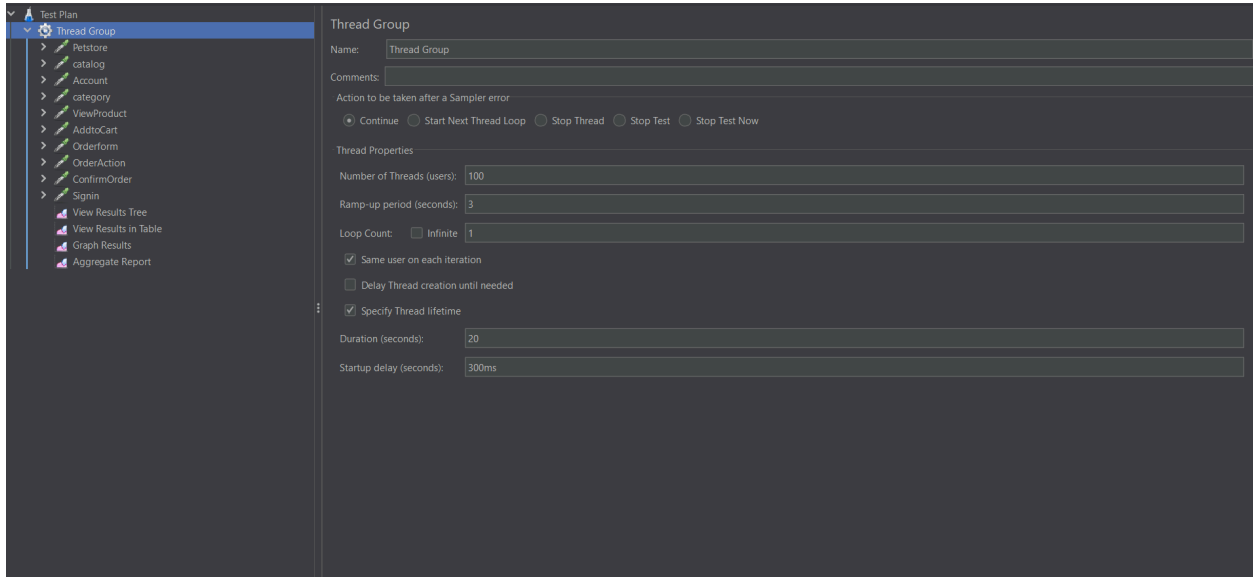 Test Plan
Thread Group
Petstore
catalog
Account
category
ViewProduct
AddtoCart
Orderform
OrderAction
ConfirmOrder
Signin
View Results Tree
View Results in Table
Graph Results
Aggregate Report
Thread Group
Name: Thread Group
Comments:
Action to be taken after a Sampler error
Continue Start Next Thread Loop Stop Thread Stop Test Stop Test Now
Thread Properties
Number of Threads (users): 100
Ramp-up period (seconds): 3
Loop Count: Infinite 1
Same user on each iteration
Delay Thread creation until needed
Specify Thread lifetime
Duration (seconds): 20
Startup delay (seconds): 300ms